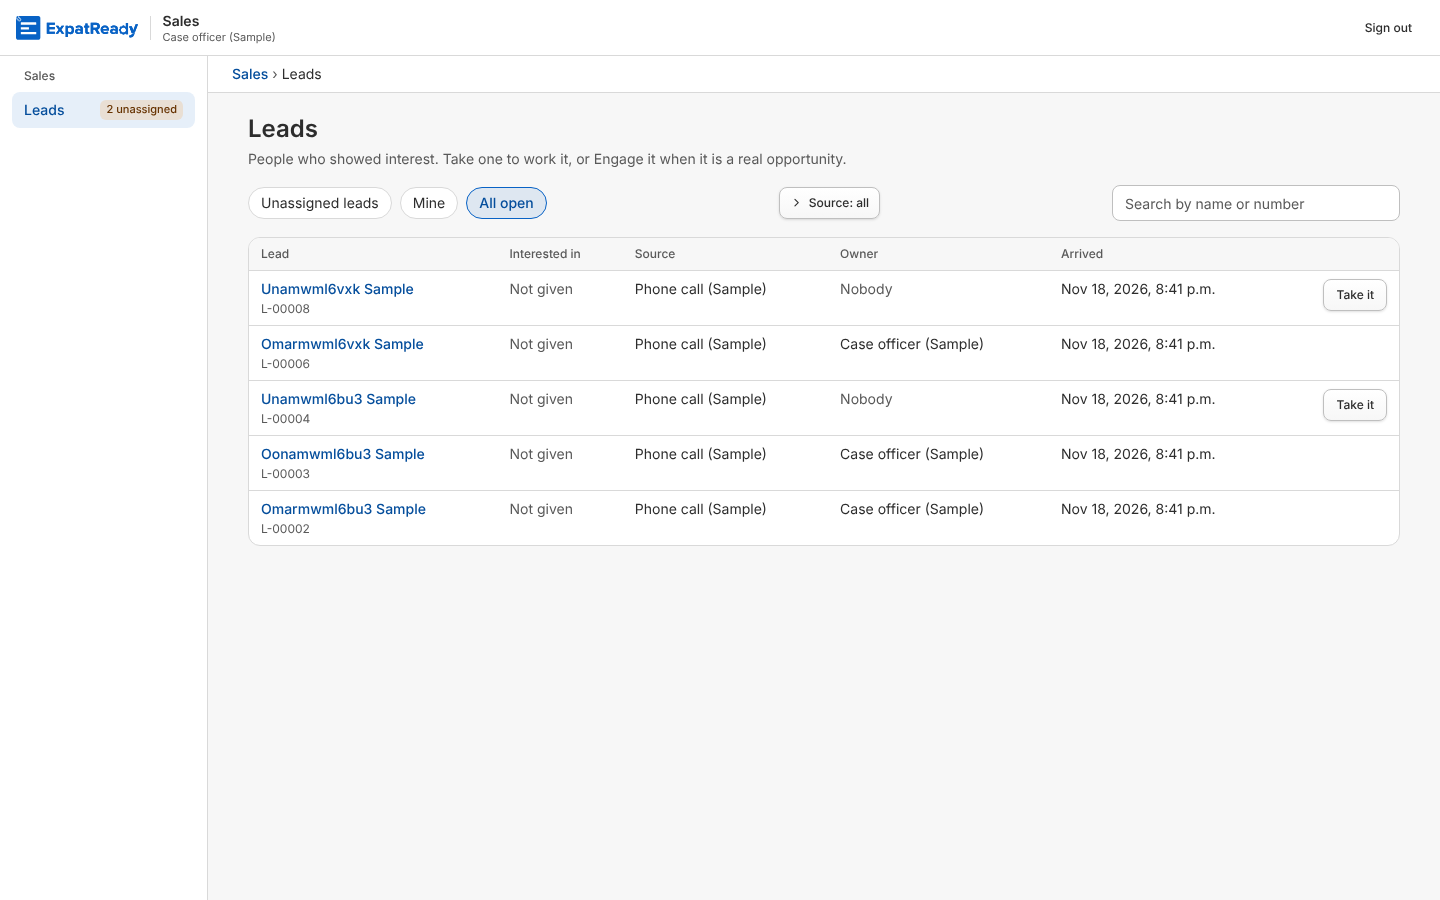 ExpatReady
Sales
Case officer (Sample)
Sign out
Sales
Leads
2 unassigned
Sales › Leads
Leads
People who showed interest. Take one to work it, or Engage it when it is a real opportunity.
Unassigned leads
Mine
All open
Source: all
Search by name or number
Lead Interested in Source Owner Arrived
Unamwml6vxk Sample Not given Phone call (Sample) Nobody Nov 18, 2026, 8:41 p.m. Take it
L-00008
Omarmwml6vxk Sample Not given Phone call (Sample) Case officer (Sample) Nov 18, 2026, 8:41 p.m.
L-00006
Unamwml6bu3 Sample Not given Phone call (Sample) Nobody Nov 18, 2026, 8:41 p.m. Take it
L-00004
Oonamwml6bu3 Sample Not given Phone call (Sample) Case officer (Sample) Nov 18, 2026, 8:41 p.m.
L-00003
Omarmwml6bu3 Sample Not given Phone call (Sample) Case officer (Sample) Nov 18, 2026, 8:41 p.m.
L-00002